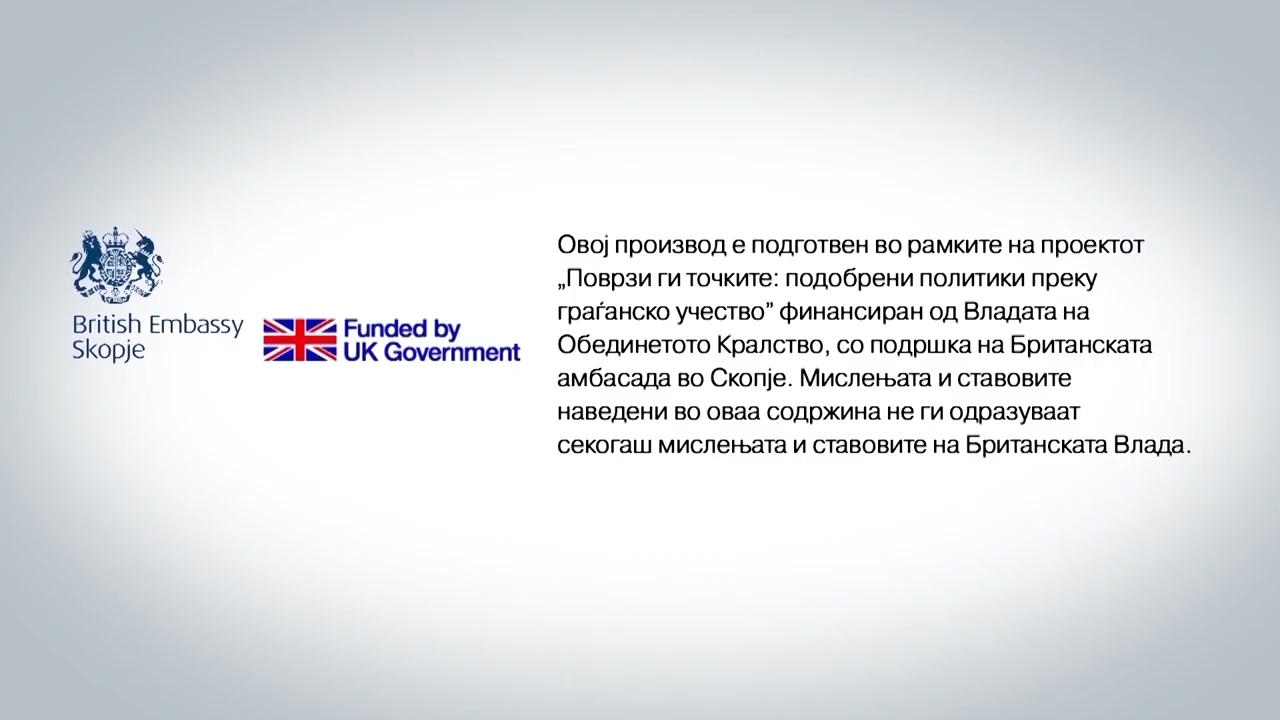 British Embassy
Skopje
Funded by
UK Government
Овој производ е подготвен во рамките на проектот
„Поврзи ги точките: подобрени политики преку
граѓанско учество” финансиран од Владата на
Обединетото Кралство, со подршка на Британската
амбасада во Скопје. Мислењата и ставовите
наведени во оваа содржина не ги одразуваат
секогаш мислењата и ставовите на Британската Влада.